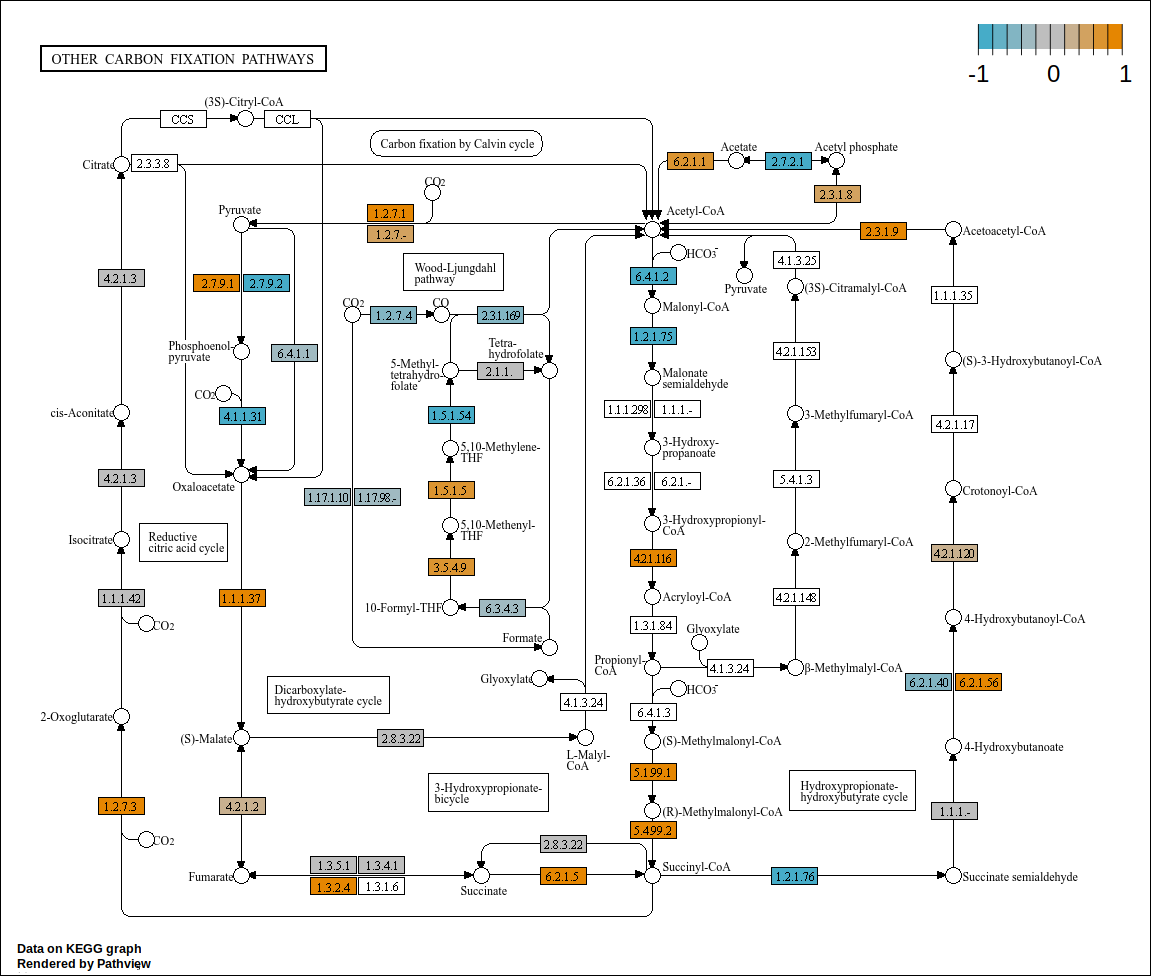 -1 0 1
OTHER CARBON FIXATION PATHWAYS
(3S)-Citryl-CoA
CCS
CCL
Carbon fixation by Calvin cycle
Citrate
2.3.3.8
6.2.1.1
Acetate
2.7.2.1
Acetyl phosphate
CO2
2.3.1.8
Pyruvate
1.2.7.1
1.2.7.-
Acetyl-CoA
2.3.1.9
Acetoacetyl-CoA
4.2.1.3
2.7.9.1
2.7.9.2
Wood-Ljungdahl
pathway
HCO3-
6.4.1.2
Pyruvate
4.1.3.25
(3S)-Citramalyl-CoA
1.1.1.35
CO2
1.2.7.4
CO
2.3.1.169
Malonyl-CoA
1.2.1.75
Phosphoenol-
pyruvate
6.4.1.1
Tetra-
hydrofolate
5-Methyl-
tetrahydro-
folate
2.1.1.
4.2.1.153
(S)-3-Hydroxybutanoyl-CoA
Malonate
semialdehyde
CO2
4.1.1.31
1.5.1.54
1.1.1.298
1.1.1.-
3-Methylfumaryl-CoA
4.2.1.17
cis-Aconitate
5,10-Methylene-
THF
3-Hydroxy-
propanoate
4.2.1.3
Oxaloacetate
1.17.1.10
1.17.98.-
1.5.1.5
6.2.1.36
6.2.1.-
5.4.1.3
Crotonoyl-CoA
Isocitrate
Reductive
citric acid cycle
5,10-Methenyl-
THF
3-Hydroxypropionyl-
CoA
2-Methylfumaryl-CoA
4.2.1.120
3.5.4.9
4.2.1.116
1.1.1.42
CO2
1.1.1.37
10-Formyl-THF
6.3.4.3
Acryloyl-CoA
4.2.1.148
1.3.1.84
Glyoxylate
4-Hydroxybutanoyl-CoA
Formate
Propionyl-
CoA
4.1.3.24
β-Methylmalyl-CoA
Glyoxylate
HCO3-
6.2.1.40
6.2.1.56
Dicarboxylate-
hydroxybutyrate cycle
4.1.3.24
6.4.1.3
2-Oxoglutarate
(S)-Malate
2.8.3.22
L-Malyl-
CoA
(S)-Methylmalonyl-CoA
4-Hydroxybutanoate
5.1.99.1
3-Hydroxypropionate-
bicycle
Hydroxypropionate-
hydroxybutyrate cycle
1.2.7.3
4.2.1.2
(R)-Methylmalonyl-CoA
1.1.1.-
CO2
5.4.99.2
2.8.3.22
1.3.5.1
1.3.4.1
Fumarate
1.3.2.4
1.3.1.6
Succinate
6.2.1.5
Succinyl-CoA
1.2.1.76
Succinate semialdehyde
Data on KEGG graph
Rendered by Pathview